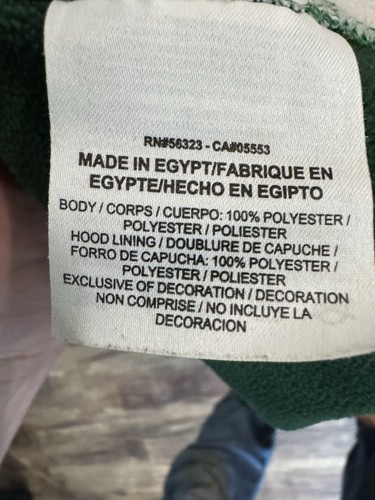 RN#56323 - CA#05553
MADE IN EGYPT/FABRIQUE EN
EGYPTE/HECHO EN EGIPTO
BODY / CORPS / CUERPO: 100% POLYESTER /
POLYESTER / POLIESTER
HOOD LINING / DOUBLURE DE CAPUCHE /
FORRO DE CAPUCHA: 100% POLYESTER /
POLYESTER / POLIESTER
EXCLUSIVE OF DECORATION / DECORATION
NON COMPRISE / NO INCLUYE LA
DECORACION